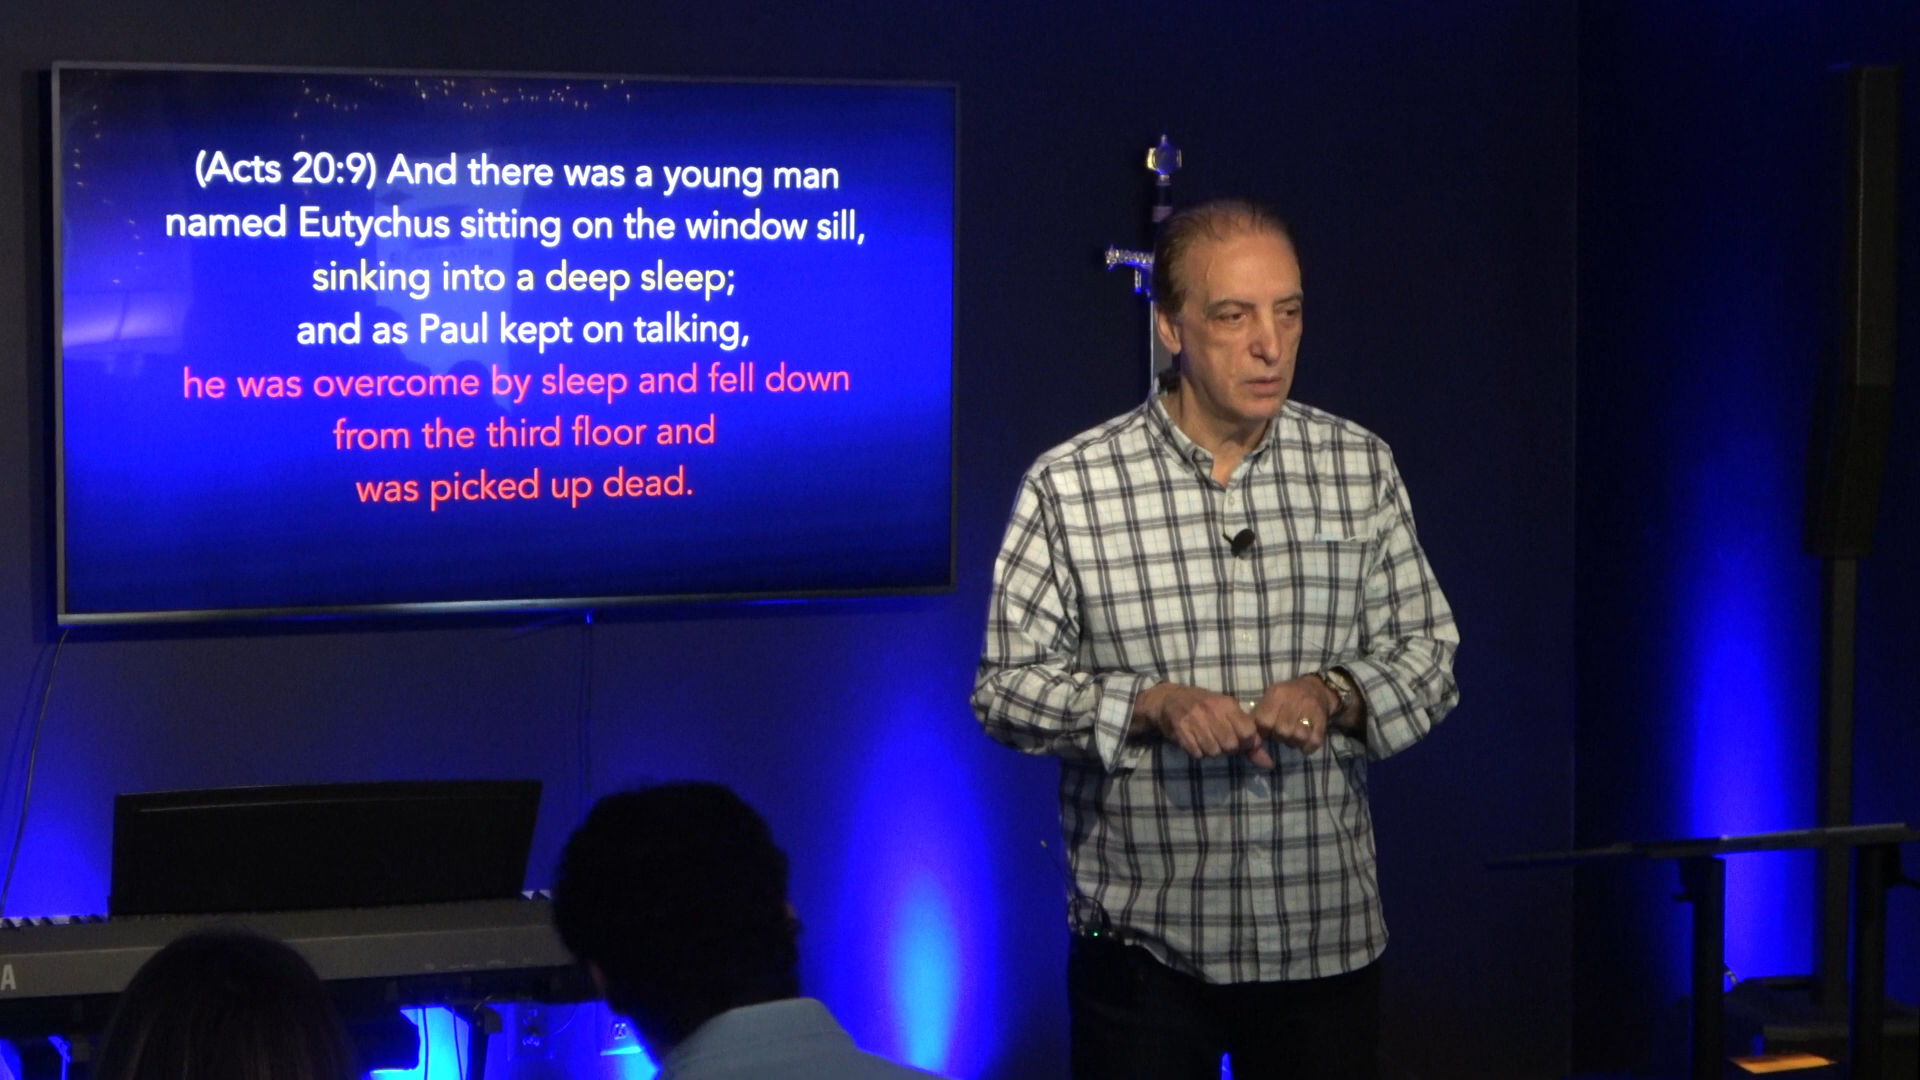 (Acts 20:9) And there was a young man
named Eutychus sitting on the window sill,
sinking into a deep sleep;
and as Paul kept on talking,
he was overcome by sleep and fell down
from the third floor and
was picked up dead.